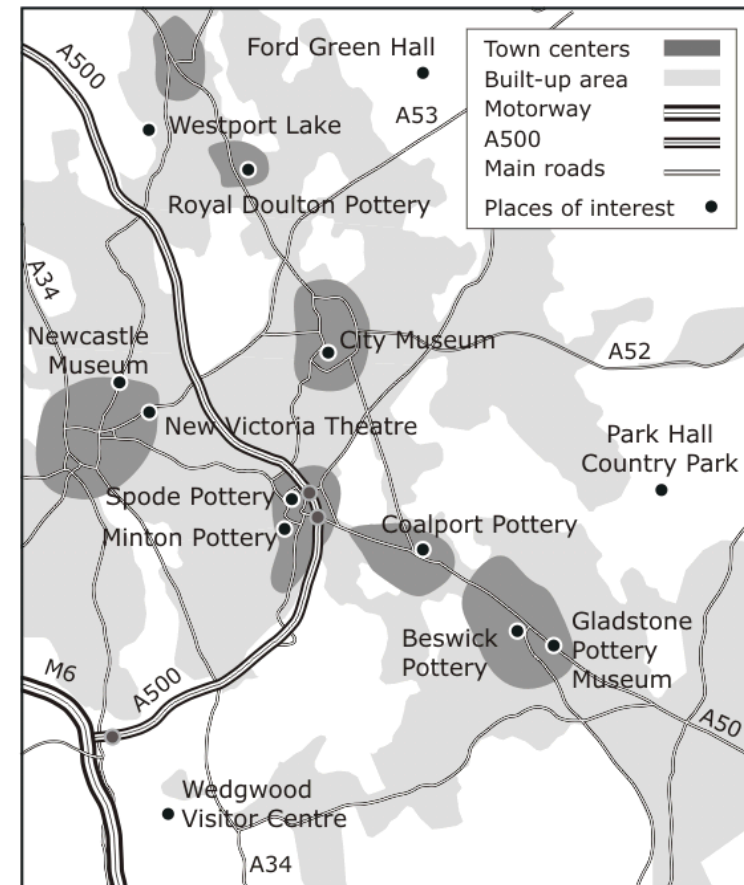 A500
Ford Green Hall
Town centers
Built-up area
Motorway
A500
Main roads
Places of interest
A53
Westport Lake
Royal Doulton Pottery
A34
Newcastle
Museum
City Museum
A52
New Victoria Theatre
Park Hall
Country Park
Spode Pottery
Minton Pottery
Coalport Pottery
Beswick
Pottery
Gladstone
Pottery
Museum
M6
A500
A50
Wedgwood
Visitor Centre
A34